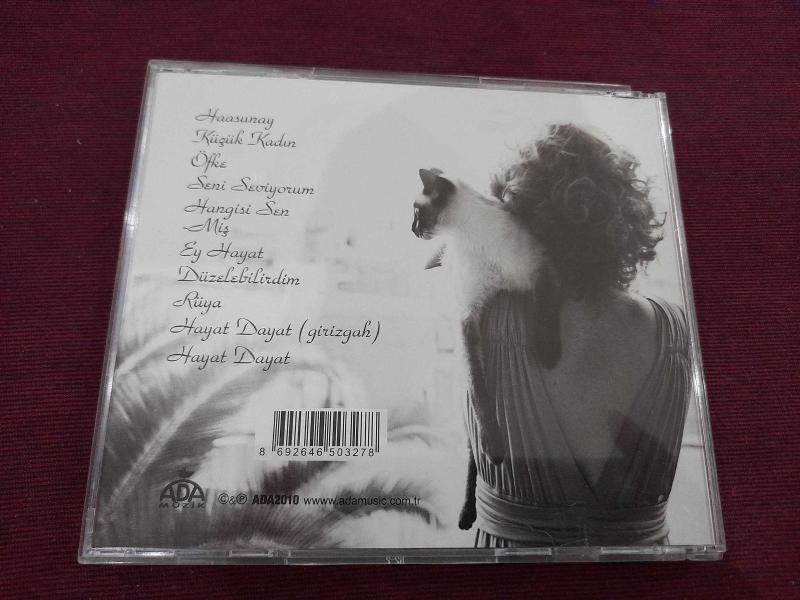 Haasunay
Küçük Kadın
Öfke
Seni Seviyorum
Hangisi Sen
Miş
Ey Hayat
Düzelebilirdim
Rüya
Hayat Dayat (girizgah)
Hayat Dayat
8 692646 503278
ADA
MÜZİK
©&℗ ADA2010 www.adamusic.com.tr